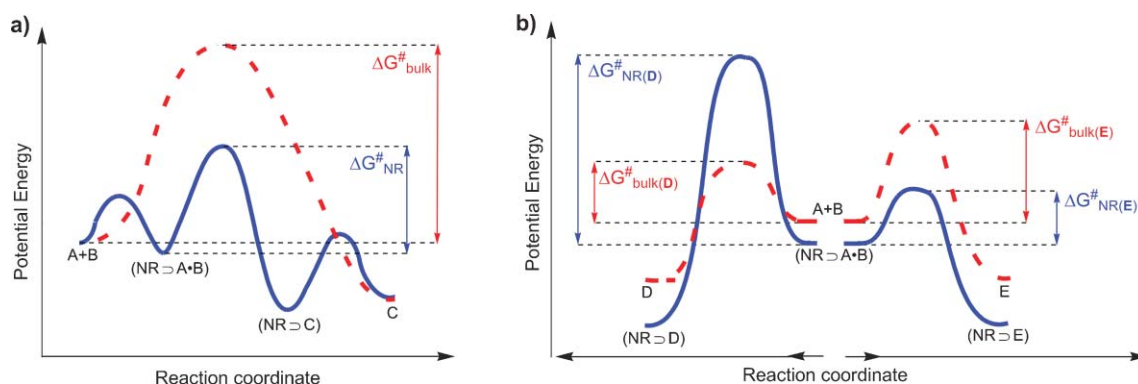 a)
Potential Energy
ΔG#bulk
ΔG#NR
A+B
(NR⊃A•B)
(NR⊃C)
C
Reaction coordinate
b)
Potential Energy
ΔG#NR(D)
ΔG#bulk(D)
ΔG#bulk(E)
ΔG#NR(E)
A+B
(NR⊃A•B)
D
E
(NR⊃D)
(NR⊃E)
Reaction coordinate